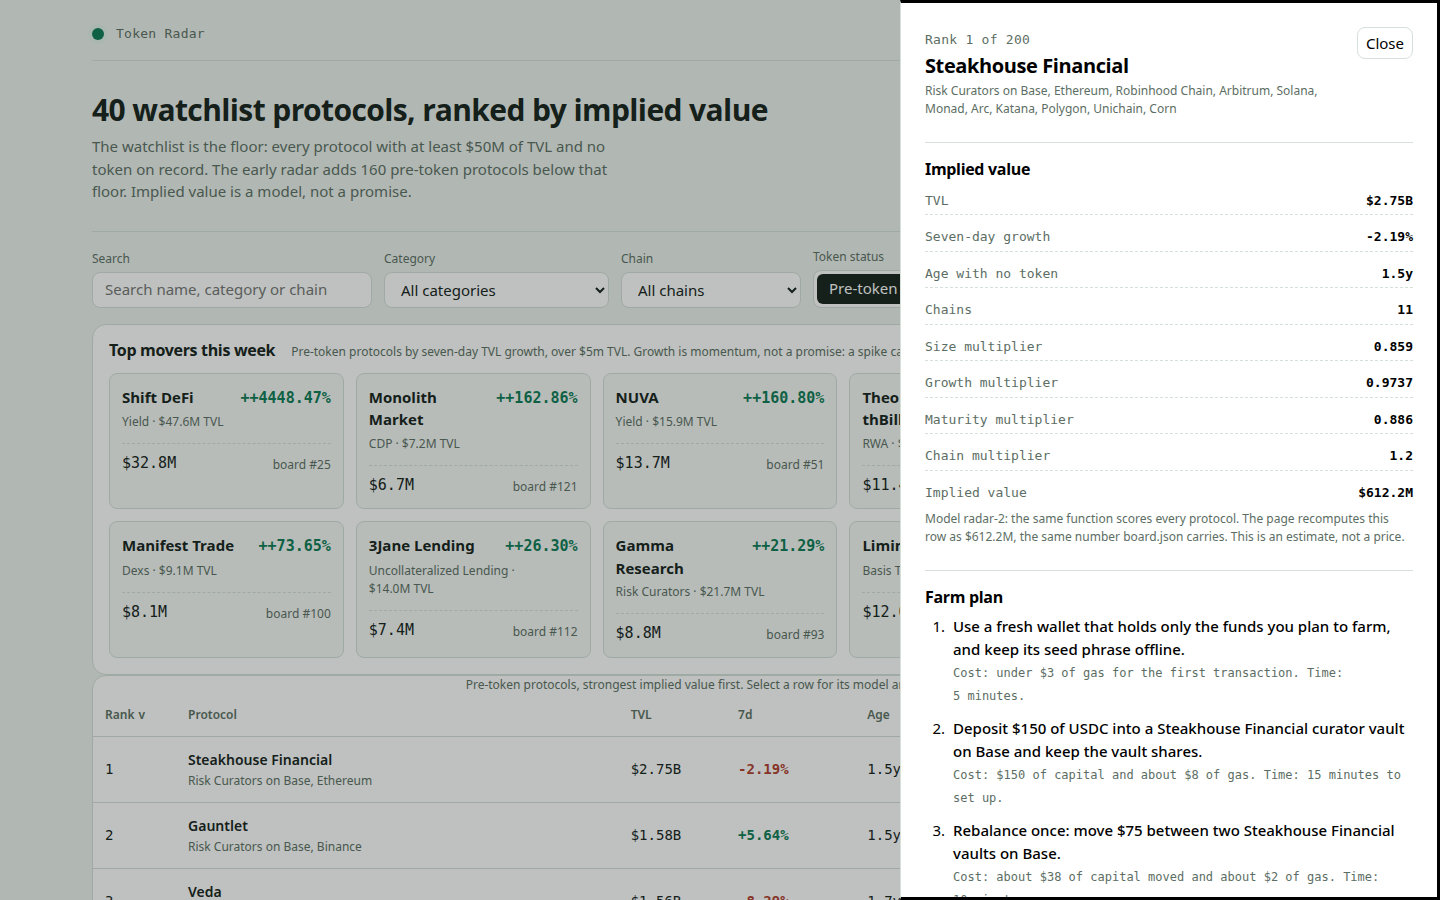 Token Radar
40 watchlist protocols, ranked by implied value
The watchlist is the floor: every protocol with at least $50M of TVL and no
token on record. The early radar adds 160 pre-token protocols below that
floor. Implied value is a model, not a promise.
Search
Category
Chain
Token status
Search name, category or chain
All categories
All chains
Pre-token
Top movers this week
Pre-token protocols by seven-day TVL growth, over $5m TVL. Growth is momentum, not a promise: a spike ca
Shift DeFi
++4448.47%
Yield · $47.6M TVL
$32.8M
board #25
Monolith
Market
++162.86%
CDP · $7.2M TVL
$6.7M
board #121
NUVA
++160.80%
Yield · $15.9M TVL
$13.7M
board #51
Theo
thBill
RWA ·
$11.
Manifest Trade
++73.65%
Dexs · $9.1M TVL
$8.1M
board #100
3Jane Lending
++26.30%
Uncollateralized Lending ·
$14.0M TVL
$7.4M
board #112
Gamma
Research
++21.29%
Risk Curators · $21.7M TVL
$8.8M
board #93
Limir
Basis T
$12.
Pre-token protocols, strongest implied value first. Select a row for its model a
Rank v
Protocol
TVL
7d
Age
1
Steakhouse Financial
Risk Curators on Base, Ethereum
$2.75B
-2.19%
1.5y
2
Gauntlet
Risk Curators on Base, Binance
$1.58B
+5.64%
1.5y
Veda
Rank 1 of 200
Close
Steakhouse Financial
Risk Curators on Base, Ethereum, Robinhood Chain, Arbitrum, Solana,
Monad, Arc, Katana, Polygon, Unichain, Corn
Implied value
TVL
$2.75B
Seven-day growth
-2.19%
Age with no token
1.5y
Chains
11
Size multiplier
0.859
Growth multiplier
0.9737
Maturity multiplier
0.886
Chain multiplier
1.2
Implied value
$612.2M
Model radar-2: the same function scores every protocol. The page recomputes this
row as $612.2M, the same number board.json carries. This is an estimate, not a price.
Farm plan
1. Use a fresh wallet that holds only the funds you plan to farm,
and keep its seed phrase offline.
Cost: under $3 of gas for the first transaction. Time:
5 minutes.
2. Deposit $150 of USDC into a Steakhouse Financial curator vault
on Base and keep the vault shares.
Cost: $150 of capital and about $8 of gas. Time: 15 minutes to
set up.
3. Rebalance once: move $75 between two Steakhouse Financial
vaults on Base.
Cost: about $38 of capital moved and about $2 of gas. Time: